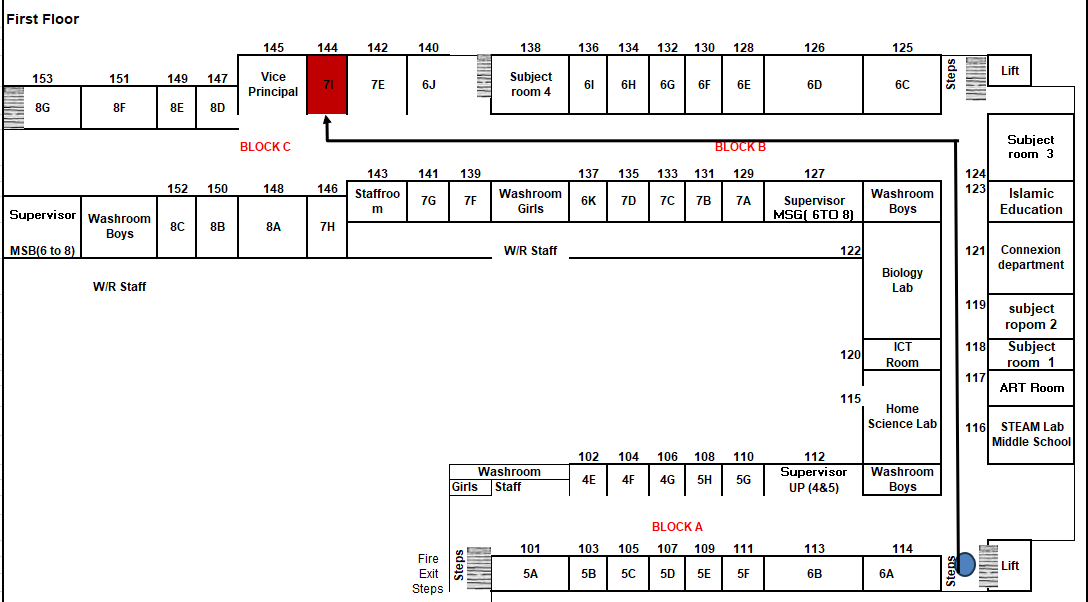 First Floor
145 144 142 140 138 136 134 132 130 128 126 125
153 151 149 147
Vice
Principal
7I 7E 6J
Subject
room 4
6I 6H 6G 6F 6E 6D 6C
Steps
Lift
8G 8F 8E 8D
BLOCK C
BLOCK B
Subject
room 3
124
143 141 139 137 135 133 131 129 127
123
152 150 148 146
Staffroo
m
7G 7F
Washroom
Girls
6K 7D 7C 7B 7A
Supervisor
MSG( 6TO 8)
Washroom
Boys
Islamic
Education
Supervisor
MSB(6 to 8)
Washroom
Boys
8C 8B 8A 7H
W/R Staff
122
121
Connexion
department
W/R Staff
Biology
Lab
119
subject
ropom 2
120
ICT
Room
118
Subject
room 1
117
ART Room
115
Home
Science Lab
116
STEAM Lab
Middle School
102 104 106 108 110 112
Washroom
Girls Staff
4E 4F 4G 5H 5G
Supervisor
UP (4&5)
Washroom
Boys
BLOCK A
101 103 105 107 109 111 113 114
Fire
Exit
Steps
Steps
5A 5B 5C 5D 5E 5F 6B 6A
Steps
Lift